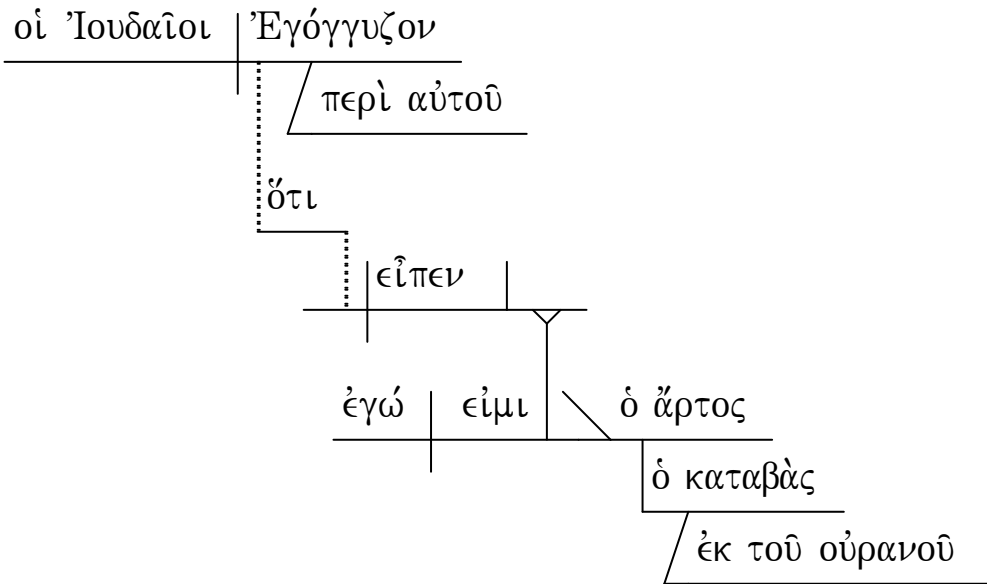 οἱ Ἰουδαῖοι Ἐγόγγυζον
περὶ αὐτοῦ
ὅτι
εἶπεν
ἐγώ εἰμι ὁ ἄρτος
ὁ καταβὰς
ἐκ τοῦ οὐρανοῦ